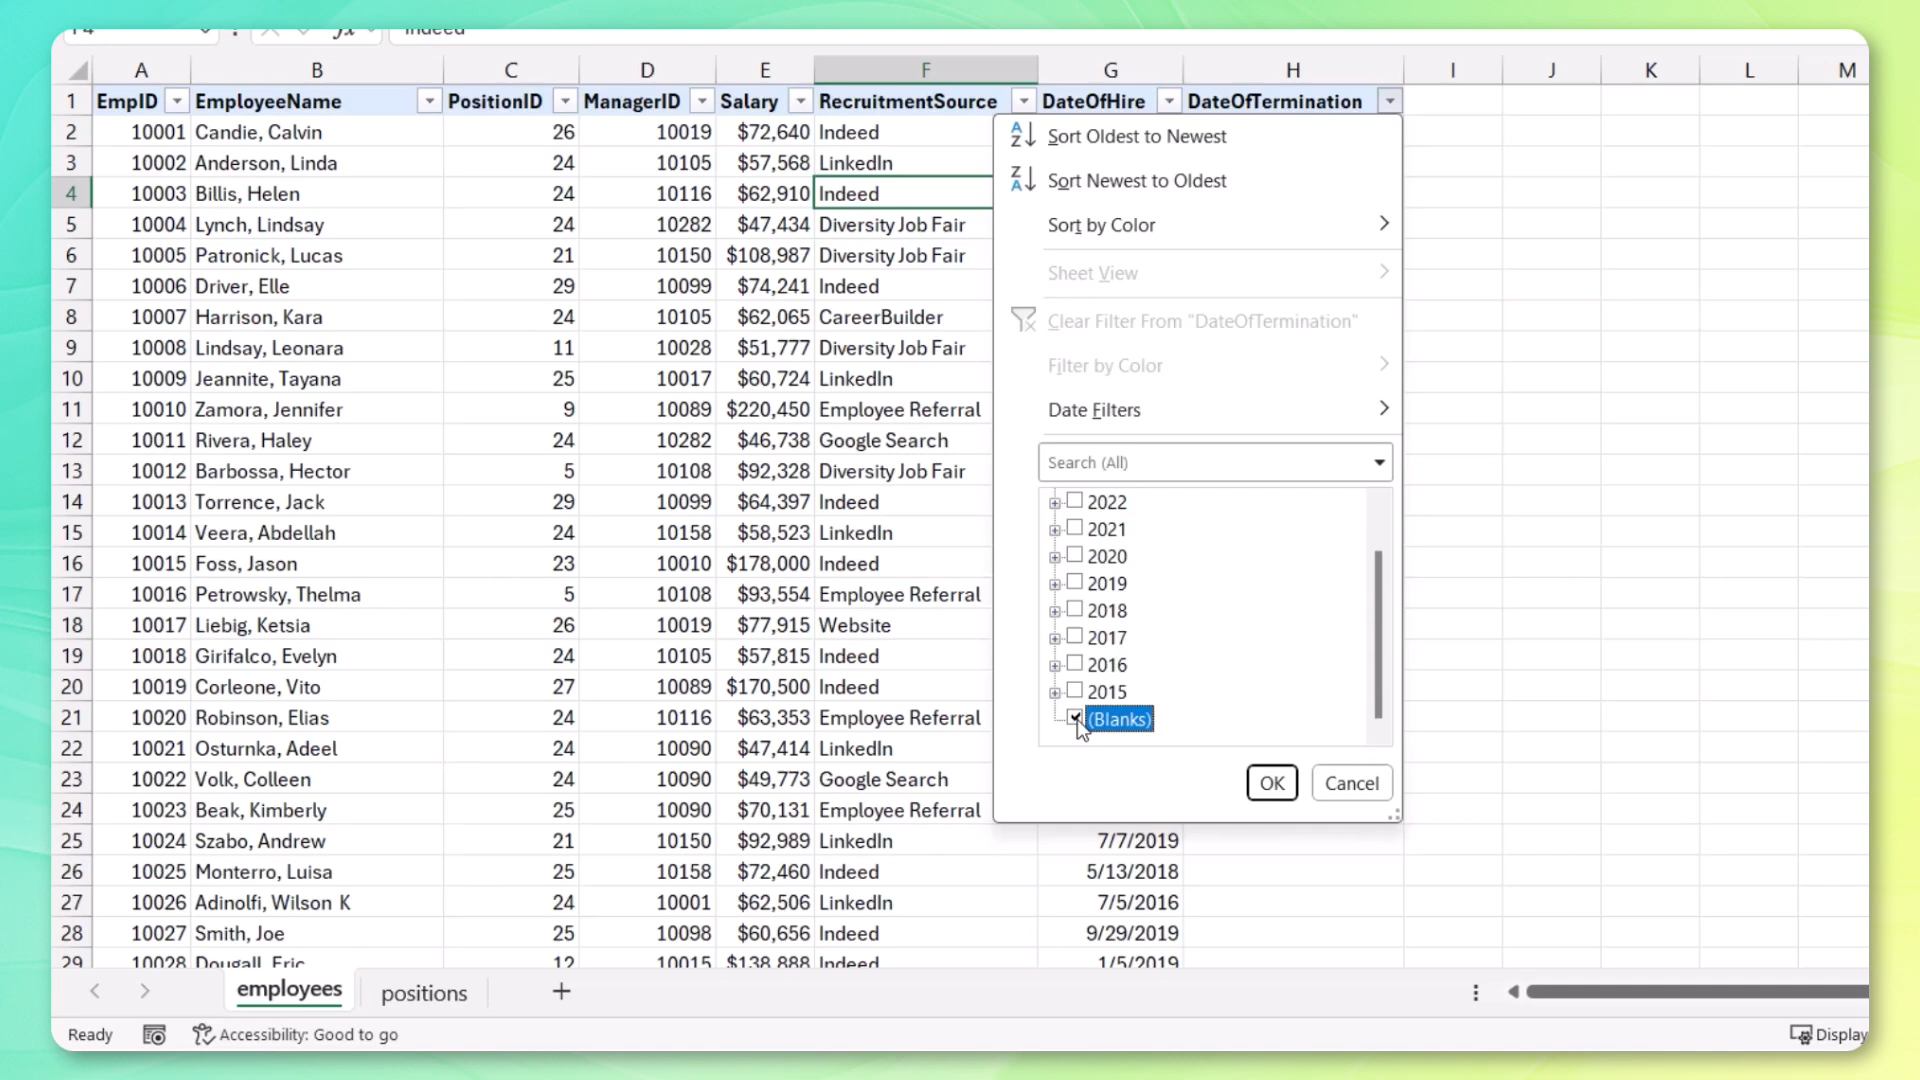 A B C D E F G H I J K L M
1 EmpID EmployeeName PositionID ManagerID Salary RecruitmentSource DateOfHire DateOfTermination
2 10001 Candie, Calvin 26 10019 $72,640 Indeed
3 10002 Anderson, Linda 24 10105 $57,568 LinkedIn
4 10003 Billis, Helen 24 10116 $62,910 Indeed
5 10004 Lynch, Lindsay 24 10282 $47,434 Diversity Job Fair
6 10005 Patronick, Lucas 21 10150 $108,987 Diversity Job Fair
7 10006 Driver, Elle 29 10099 $74,241 Indeed
8 10007 Harrison, Kara 24 10105 $62,065 CareerBuilder
9 10008 Lindsay, Leonara 11 10028 $51,777 Diversity Job Fair
10 10009 Jeannite, Tayana 25 10017 $60,724 LinkedIn
11 10010 Zamora, Jennifer 9 10089 $220,450 Employee Referral
12 10011 Rivera, Haley 24 10282 $46,738 Google Search
13 10012 Barbossa, Hector 5 10108 $92,328 Diversity Job Fair
14 10013 Torrence, Jack 29 10099 $64,397 Indeed
15 10014 Veera, Abdellah 24 10158 $58,523 LinkedIn
16 10015 Foss, Jason 23 10010 $178,000 Indeed
17 10016 Petrowsky, Thelma 5 10108 $93,554 Employee Referral
18 10017 Liebig, Ketsia 26 10019 $77,915 Website
19 10018 Girifalco, Evelyn 24 10105 $57,815 Indeed
20 10019 Corleone, Vito 27 10089 $170,500 Indeed
21 10020 Robinson, Elias 24 10116 $63,353 Employee Referral
22 10021 Osturnka, Adeel 24 10090 $47,414 LinkedIn
23 10022 Volk, Colleen 24 10090 $49,773 Google Search
24 10023 Beak, Kimberly 25 10090 $70,131 Employee Referral
25 10024 Szabo, Andrew 21 10150 $92,989 LinkedIn 7/7/2019
26 10025 Monterro, Luisa 25 10158 $72,460 Indeed 5/13/2018
27 10026 Adinolfi, Wilson K 24 10001 $62,506 LinkedIn 7/5/2016
28 10027 Smith, Joe 25 10098 $60,656 Indeed 9/29/2019
29 10028 Dougall, Eric 12 10015 $138,888 Indeed 1/5/2019
Sort Oldest to Newest
Sort Newest to Oldest
Sort by Color
Sheet View
Clear Filter From "DateOfTermination"
Filter by Color
Date Filters
Search (All)
2022
2021
2020
2019
2018
2017
2016
2015
(Blanks)
OK Cancel
employees positions
Ready Accessibility: Good to go Display